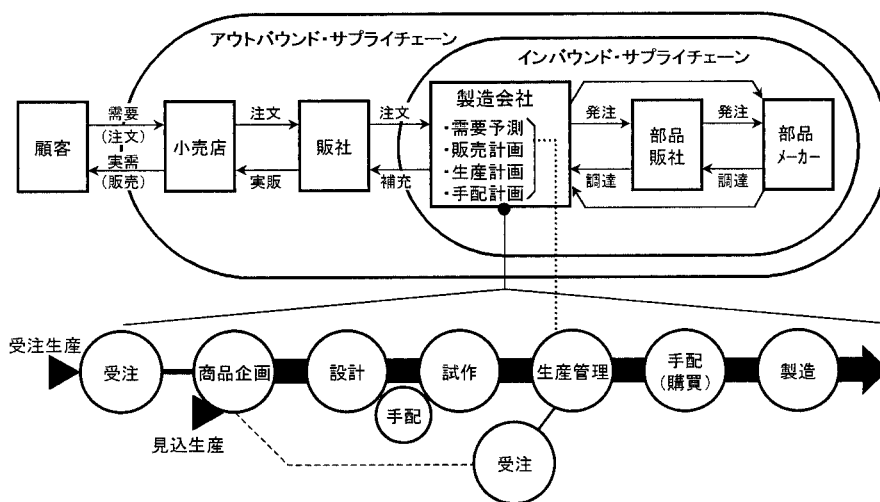 アウトバウンド・サプライチェーン
インバウンド・サプライチェーン
顧客
需要
(注文)
実需
(販売)
小売店
注文
実販
販社
注文
補充
製造会社
・需要予測
・販売計画
・生産計画
・手配計画
発注
調達
部品
販社
発注
調達
部品
メーカー
受注生産
受注
商品企画
設計
試作
生産管理
手配
(購買)
製造
手配
見込生産
受注